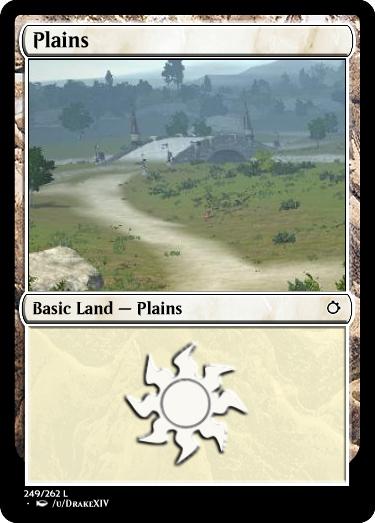 Plains
Basic Land — Plains
249/262 L
· /u/DrakeXIV